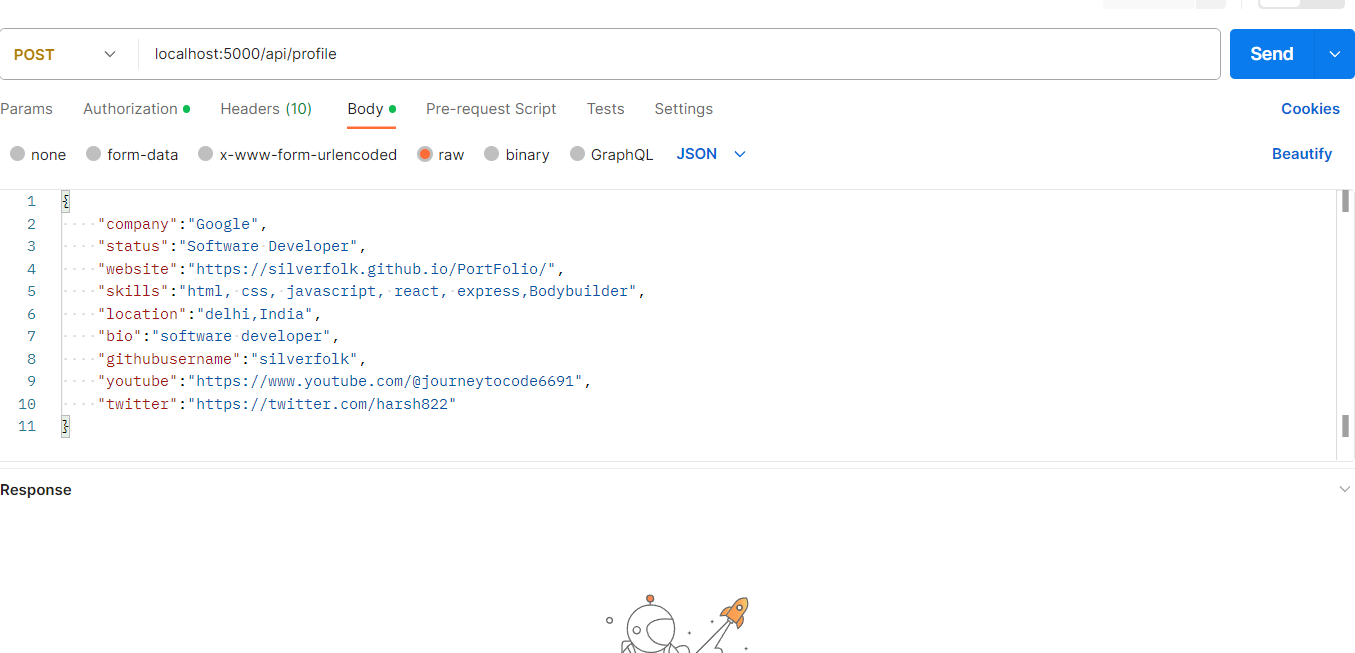 POST localhost:5000/api/profile Send
Params Authorization Headers (10) Body Pre-request Script Tests Settings Cookies
none form-data x-www-form-urlencoded raw binary GraphQL JSON Beautify
1 {
2 "company":"Google",
3 "status":"Software Developer",
4 "website":"https://silverfolk.github.io/PortFolio/",
5 "skills":"html, css, javascript, react, express,Bodybuilder",
6 "location":"delhi,India",
7 "bio":"software developer",
8 "githubusername":"silverfolk",
9 "youtube":"https://www.youtube.com/@journeytocode6691",
10 "twitter":"https://twitter.com/harsh822"
11 }
Response